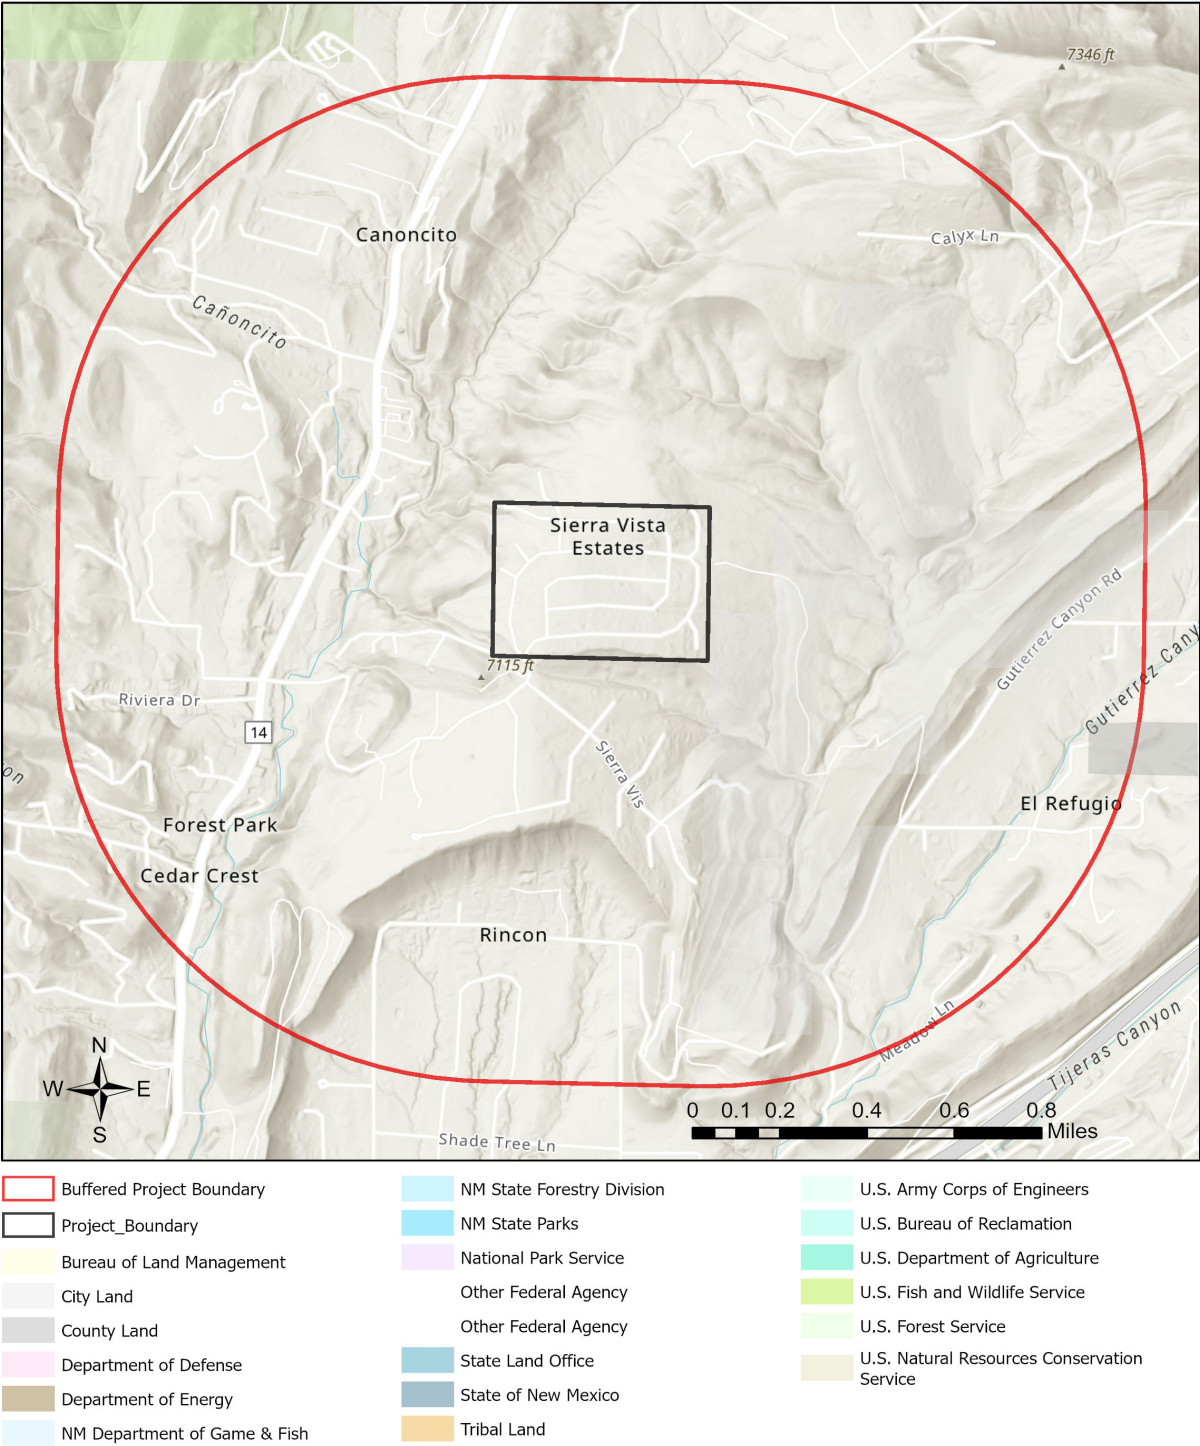 7346 ft
Canoncito
Calyx Ln
Cañoncito
Sierra Vista
Estates
Gutierrez Canyon Rd
Gutierrez Cany
7115 ft
Riviera Dr
14
Sierra Vis
on
El Refugio
Forest Park
Cedar Crest
Rincon
Meadow Ln
Tijeras Canyon
N
W E
S
0 0.1 0.2 0.4 0.6 0.8
Miles
Shade Tree Ln
Buffered Project Boundary
Project_Boundary
Bureau of Land Management
City Land
County Land
Department of Defense
Department of Energy
NM Department of Game & Fish
NM State Forestry Division
NM State Parks
National Park Service
Other Federal Agency
Other Federal Agency
State Land Office
State of New Mexico
Tribal Land
U.S. Army Corps of Engineers
U.S. Bureau of Reclamation
U.S. Department of Agriculture
U.S. Fish and Wildlife Service
U.S. Forest Service
U.S. Natural Resources Conservation
Service